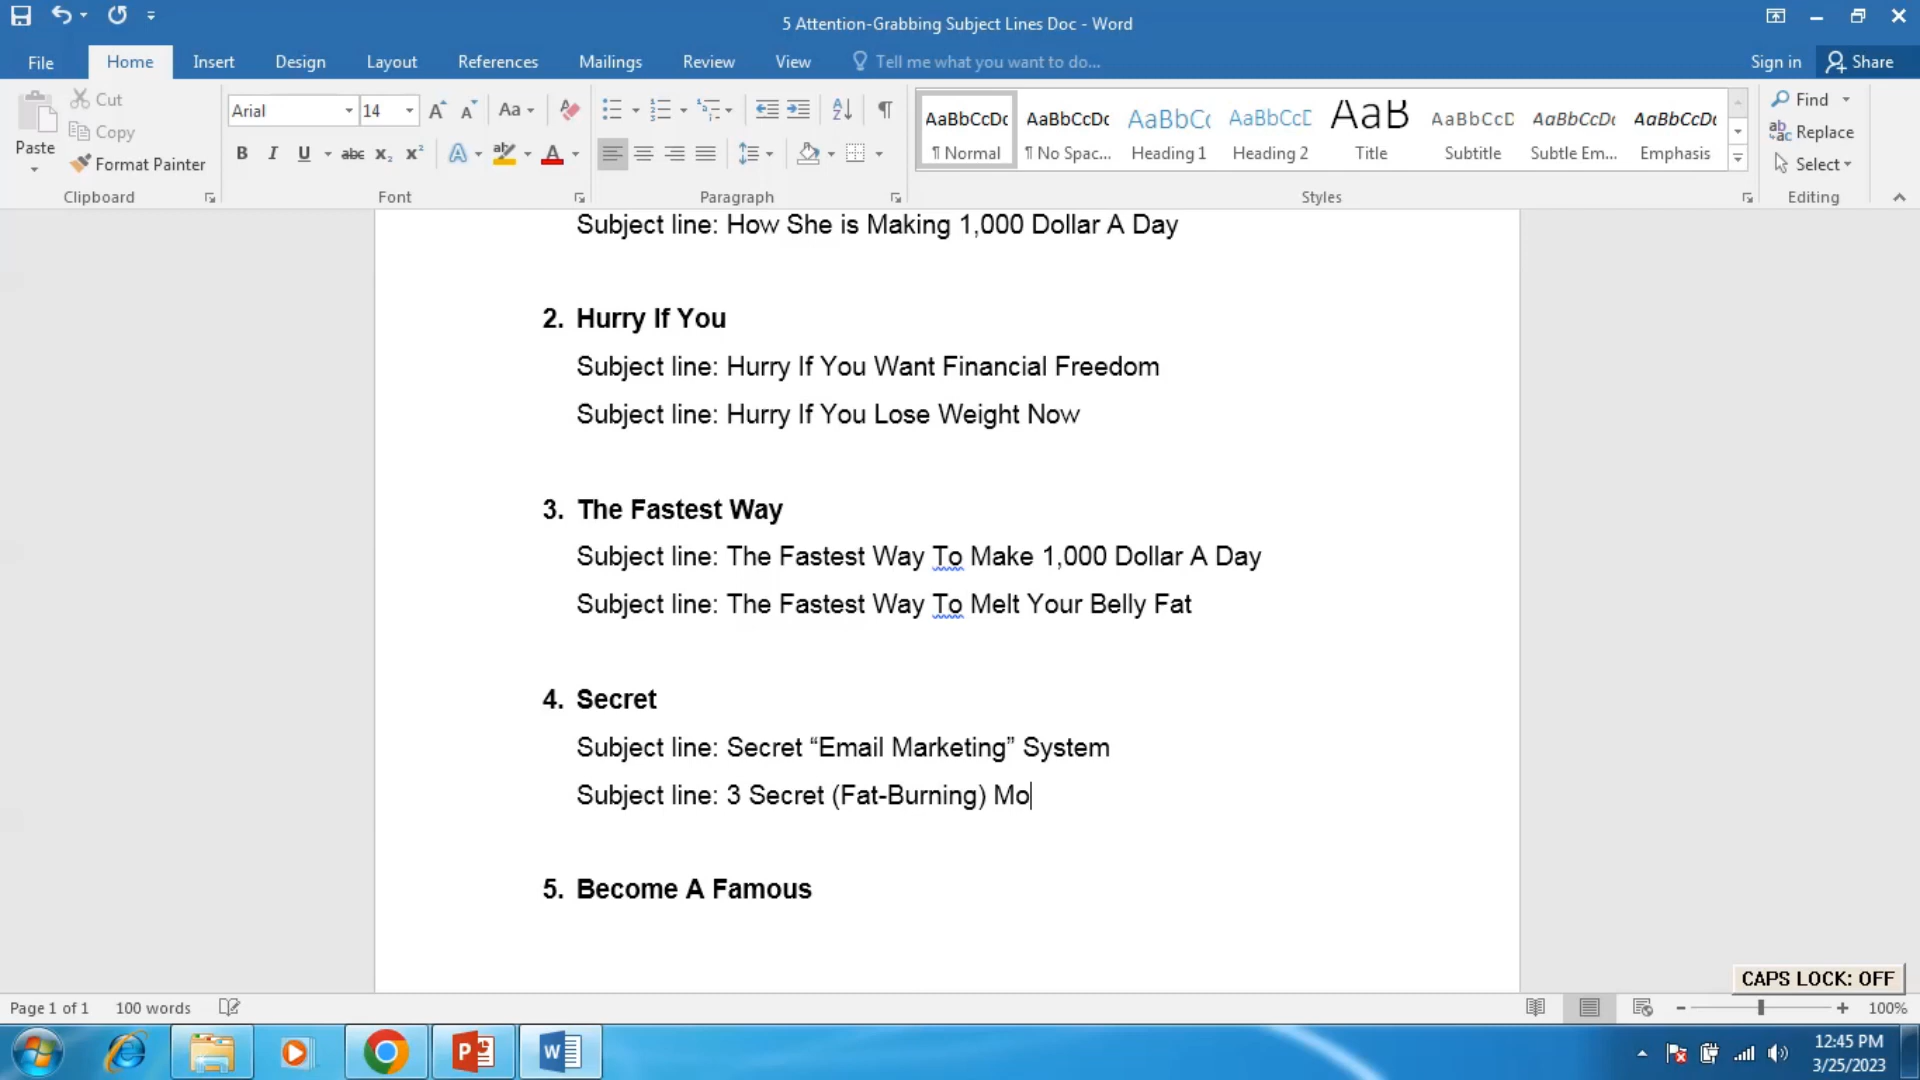 5 Attention-Grabbing Subject Lines Doc - Word
File Home Insert Design Layout References Mailings Review View Tell me what you want to do... Sign in Share
Paste
Cut
Copy
Format Painter
Clipboard
Arial 14
Aa
B I U abc X₂ X²
Font
Paragraph
AaBbCcDc AaBbCcDc AaBbCc AaBbCcE AaB AaBbCcD AaBbCcDc AaBbCcDc
¶ Normal ¶ No Spac... Heading 1 Heading 2 Title Subtitle Subtle Em... Emphasis
Styles
Find
Replace
Select
Editing
Subject line: How She is Making 1,000 Dollar A Day
2. Hurry If You
Subject line: Hurry If You Want Financial Freedom
Subject line: Hurry If You Lose Weight Now
3. The Fastest Way
Subject line: The Fastest Way To Make 1,000 Dollar A Day
Subject line: The Fastest Way To Melt Your Belly Fat
4. Secret
Subject line: Secret “Email Marketing” System
Subject line: 3 Secret (Fat-Burning) Mo
5. Become A Famous
CAPS LOCK: OFF
Page 1 of 1 100 words 100%
12:45 PM
3/25/2023